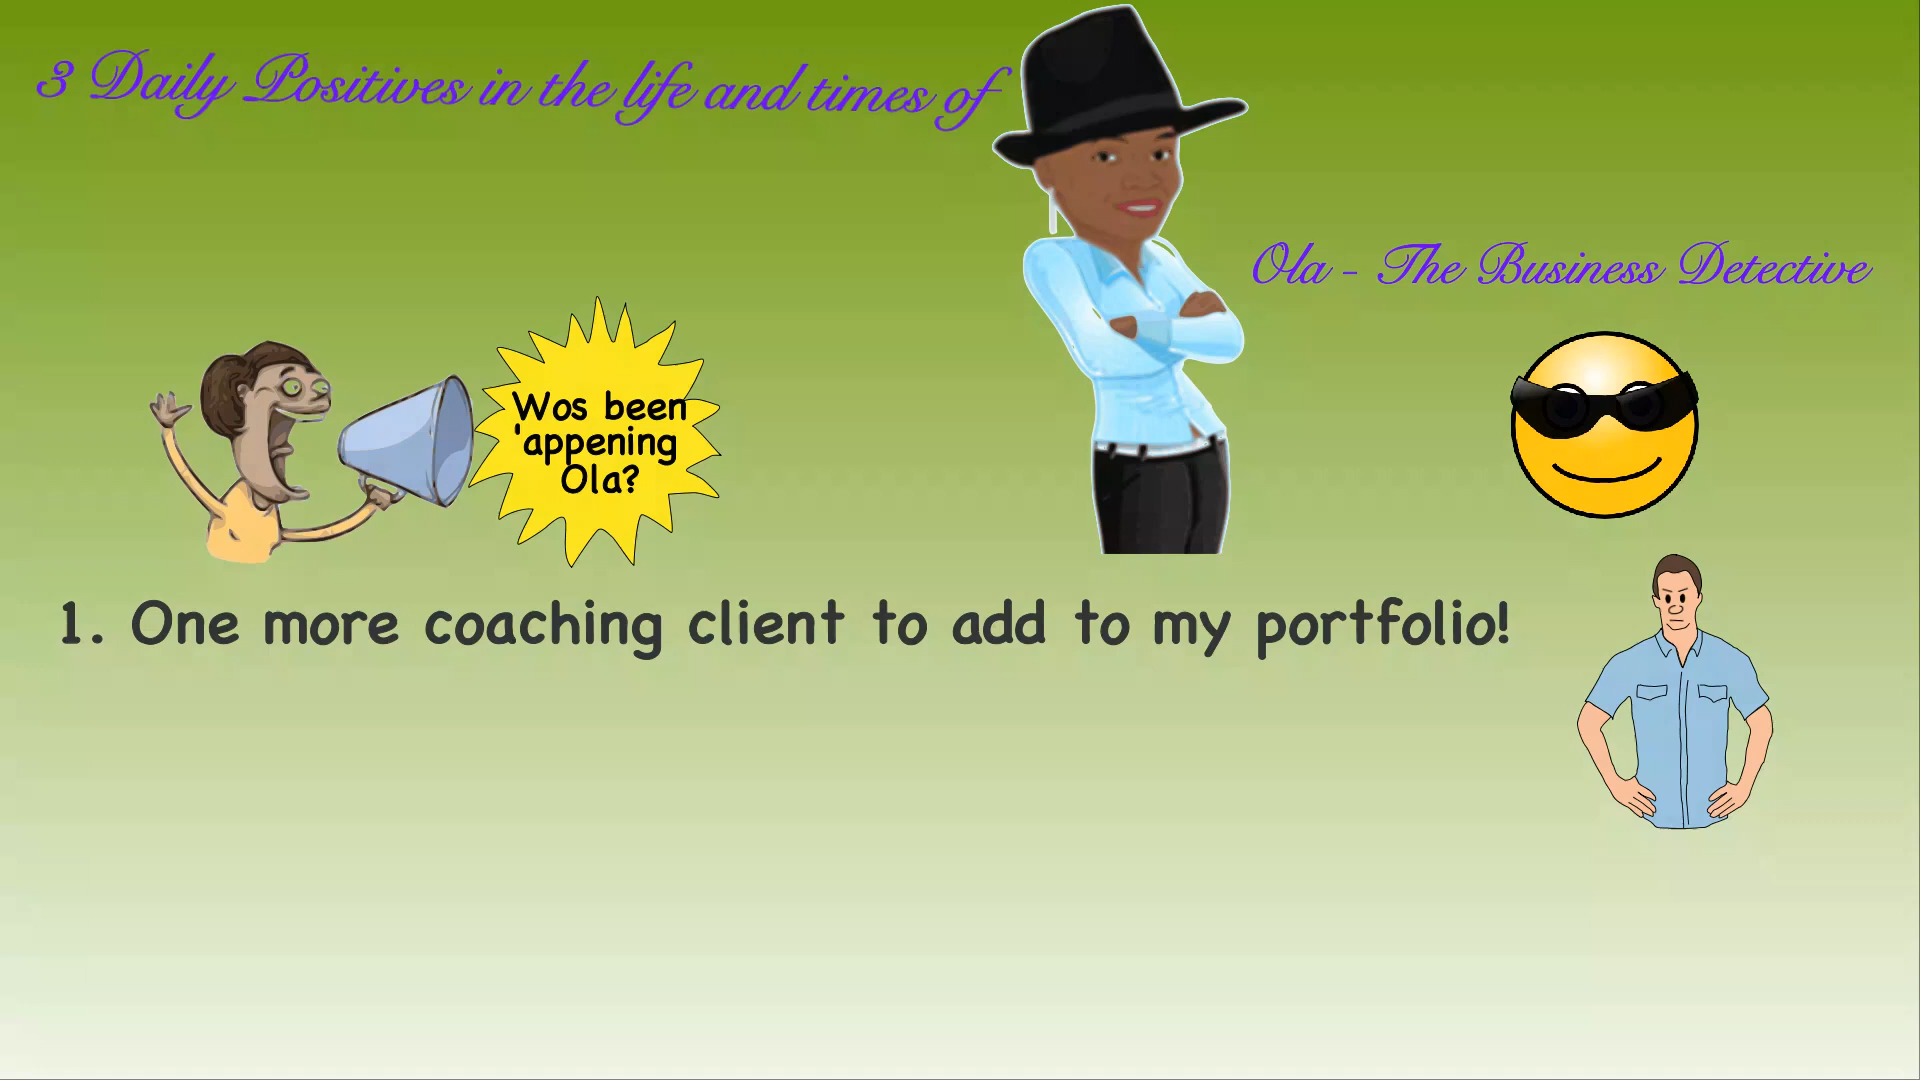 3 Daily Positives in the life and times of
Ola - The Business Detective
Wos been
'appening
Ola?
1. One more coaching client to add to my portfolio!